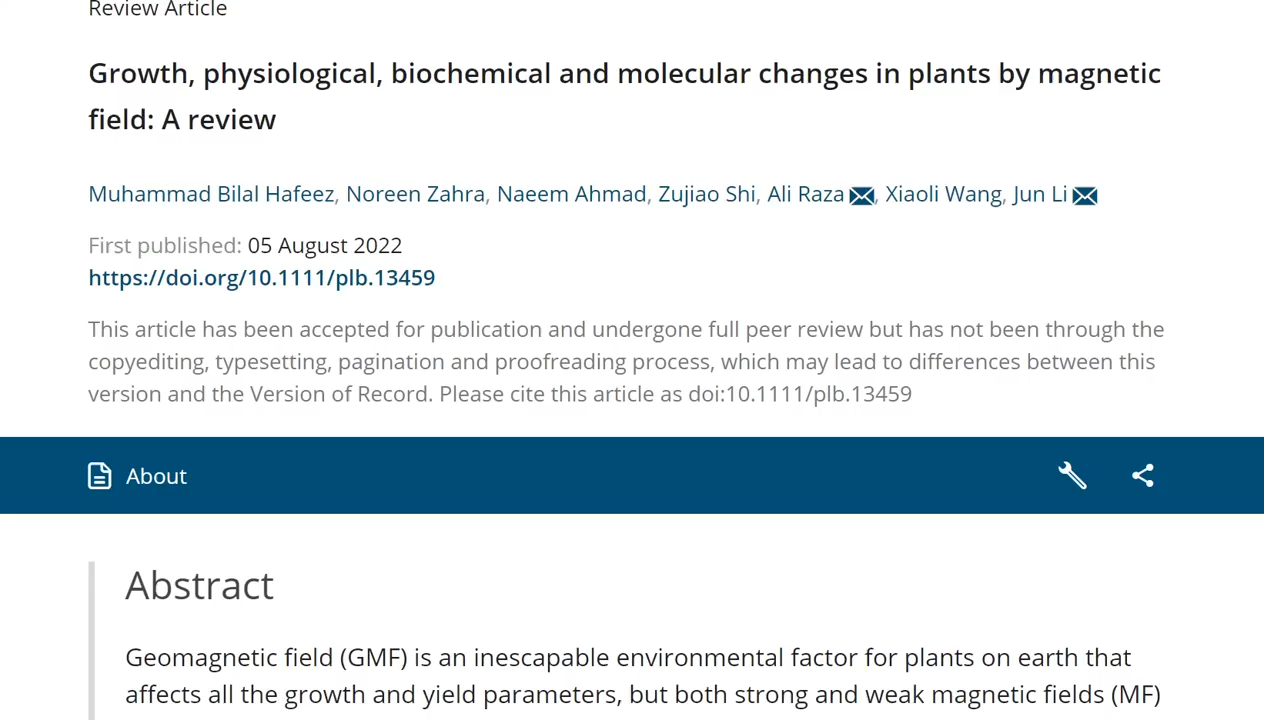 Review Article
Growth, physiological, biochemical and molecular changes in plants by magnetic
field: A review
Muhammad Bilal Hafeez, Noreen Zahra, Naeem Ahmad, Zujiao Shi, Ali Raza, Xiaoli Wang, Jun Li
First published: 05 August 2022
https://doi.org/10.1111/plb.13459
This article has been accepted for publication and undergone full peer review but has not been through the
copyediting, typesetting, pagination and proofreading process, which may lead to differences between this
version and the Version of Record. Please cite this article as doi:10.1111/plb.13459
About
Abstract
Geomagnetic field (GMF) is an inescapable environmental factor for plants on earth that
affects all the growth and yield parameters, but both strong and weak magnetic fields (MF)